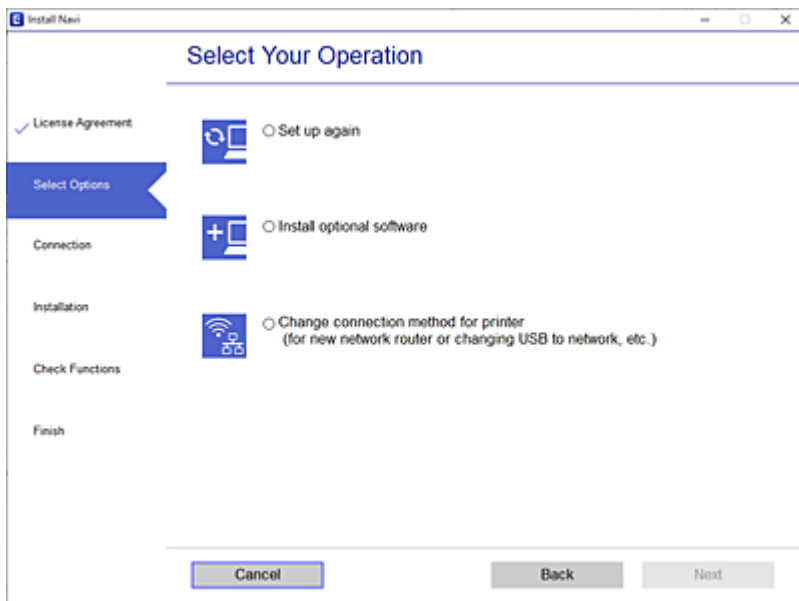 Install Navi
Select Your Operation
License Agreement
Select Options
Connection
Installation
Check Functions
Finish
Set up again
Install optional software
Change connection method for printer
(for new network router or changing USB to network, etc.)
Cancel
Back
Next